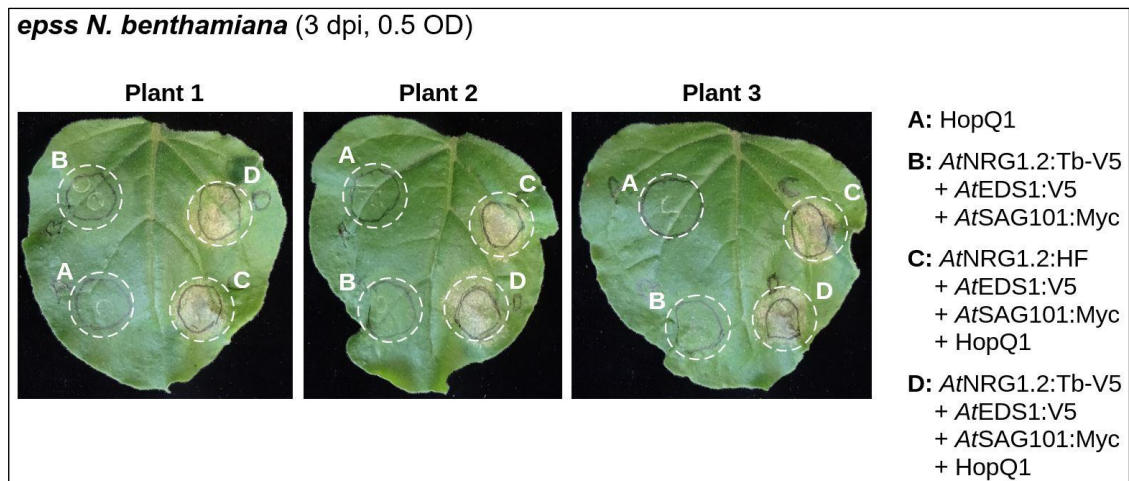 epss N. benthamiana (3 dpi, 0.5 OD)
Plant 1
Plant 2
Plant 3
B
D
A
C
A
C
B
D
A
C
B
D
A: HopQ1
B: AtNRG1.2:Tb-V5
+ AtEDS1:V5
+ AtSAG101:Myc
C: AtNRG1.2:HF
+ AtEDS1:V5
+ AtSAG101:Myc
+ HopQ1
D: AtNRG1.2:Tb-V5
+ AtEDS1:V5
+ AtSAG101:Myc
+ HopQ1